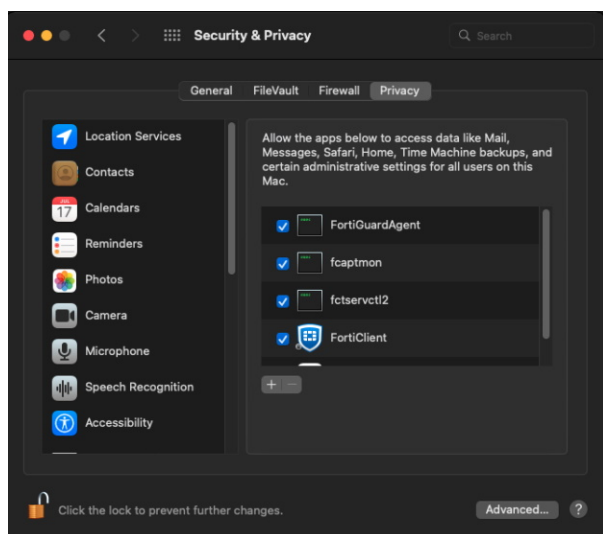 Security & Privacy
Search
General
FileVault
Firewall
Privacy
Location Services
Contacts
JUL
17
Calendars
Reminders
Photos
Camera
Microphone
Speech Recognition
Accessibility
Allow the apps below to access data like Mail,
Messages, Safari, Home, Time Machine backups, and
certain administrative settings for all users on this
Mac.
FortiGuardAgent
fcaptmon
fctservctl2
FortiClient
+
−
Click the lock to prevent further changes.
Advanced...
?